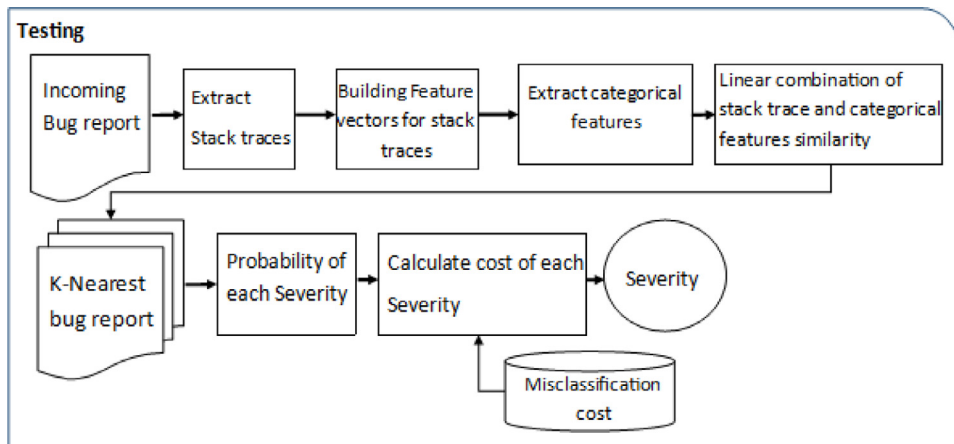 Testing
Incoming
Bug report
Extract
Stack traces
Building Feature
vectors for stack
traces
Extract categorical
features
Linear combination of
stack trace and categorical
features similarity
K-Nearest
bug report
Probability of
each Severity
Calculate cost of each
Severity
Severity
Misclassification
cost